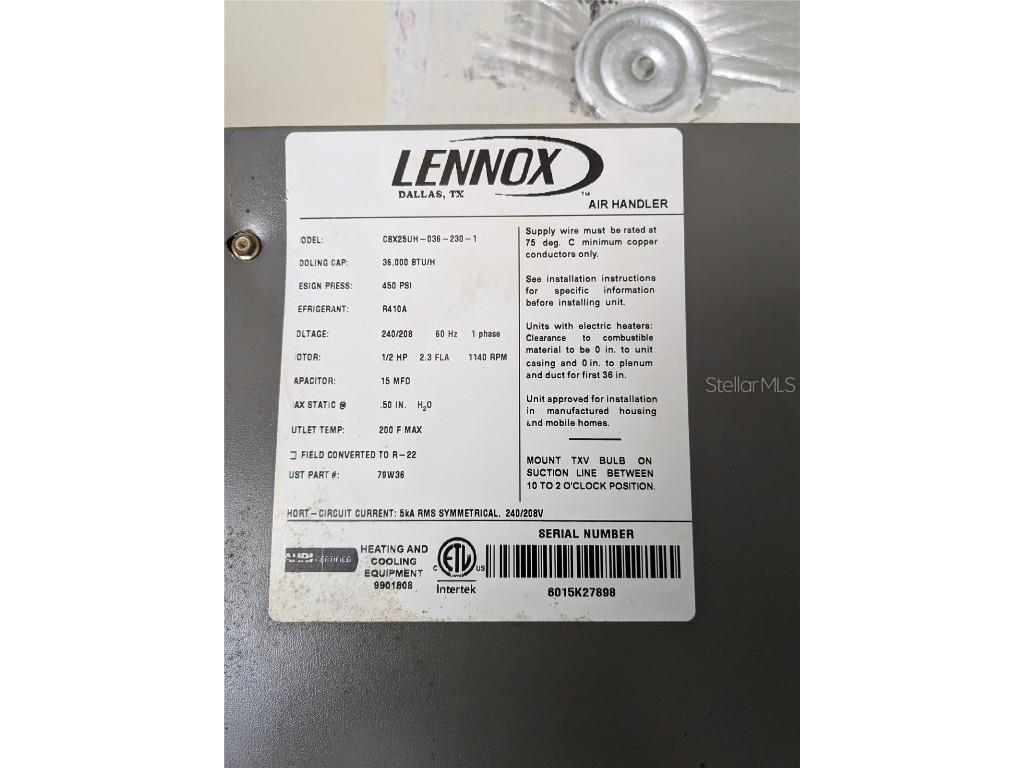 LENNOX
DALLAS, TX
™
AIR HANDLER
ODEL: CBX25UH-036-230-1
OOLING CAP: 36,000 BTU/H
ESIGN PRESS: 450 PSI
EFRIGERANT: R410A
OLTAGE: 240/208 60 Hz 1 phase
OTOR: 1/2 HP 2.3 FLA 1140 RPM
APACITOR: 15 MFD
AX STATIC @ .50 IN. H2O
UTLET TEMP: 200 F MAX
FIELD CONVERTED TO R-22
UST PART #: 79W36
Supply wire must be rated at
75 deg. C minimum copper
conductors only.
See installation instructions
for specific information
before installing unit.
Units with electric heaters:
Clearance to combustible
material to be 0 in. to unit
casing and 0 in. to plenum
and duct for first 36 in.
Unit approved for installation
in manufactured housing
and mobile homes.
MOUNT TXV BULB ON
SUCTION LINE BETWEEN
10 TO 2 O'CLOCK POSITION.
HORT-CIRCUIT CURRENT: 5kA RMS SYMMETRICAL, 240/208V
AHRI CERTIFIED
HEATING AND
COOLING
EQUIPMENT
9901808
C ETL US
LISTED
Intertek
SERIAL NUMBER
6015K27898
StellarMLS